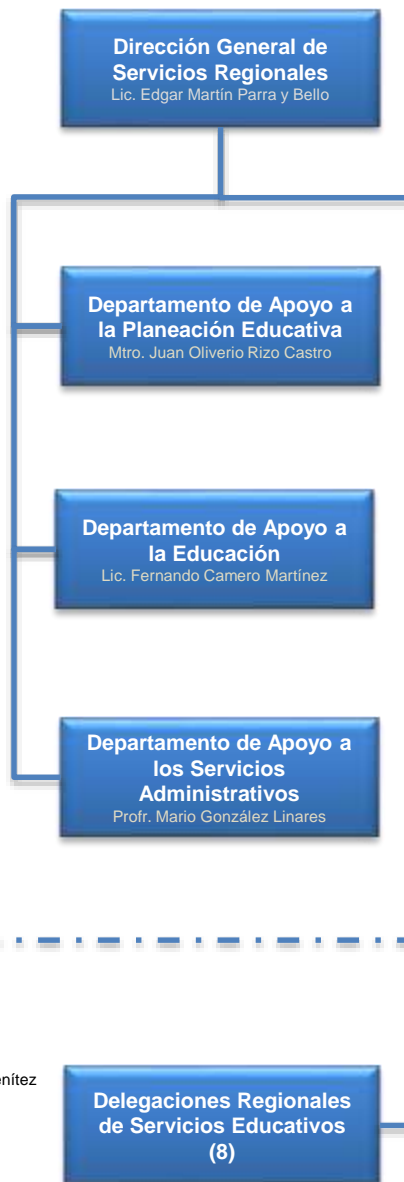 Dirección General de
Servicios Regionales
Lic. Edgar Martín Parra y Bello
Departamento de Apoyo a
la Planeación Educativa
Mtro. Juan Oliverio Rizo Castro
Departamento de Apoyo a
la Educación
Lic. Fernando Camero Martínez
Departamento de Apoyo a
los Servicios
Administrativos
Profr. Mario González Linares
Delegaciones Regionales
de Servicios Educativos
(8)